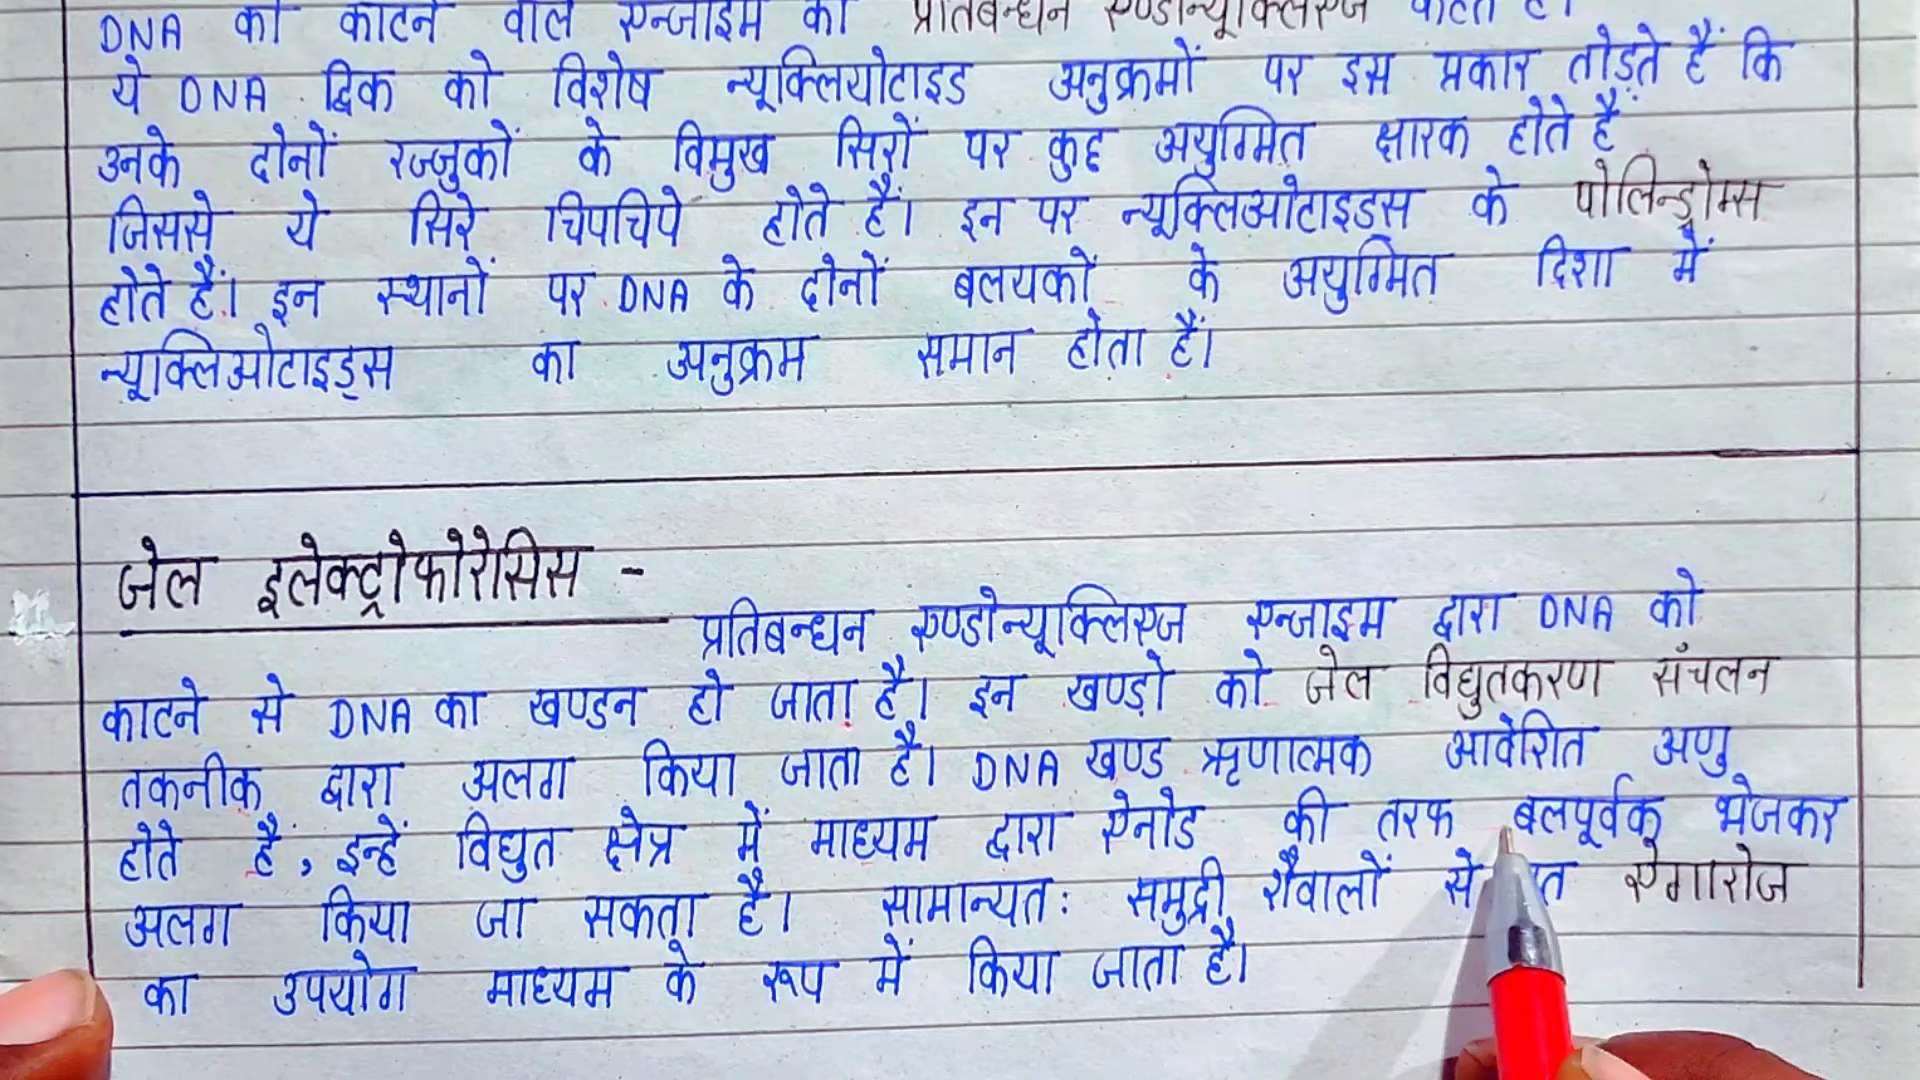 DNA को काटने वाले एन्जाइम को प्रतिबन्धन एण्डोन्यूक्लिएज कहते हैं।
ये DNA द्विक को विशेष न्यूक्लियोटाइड अनुक्रमों पर इस प्रकार तोड़ते हैं कि
उनके दोनों रज्जुकों के विमुख सिरों पर कुछ अयुग्मित क्षारक होते हैं
जिससे ये सिरे चिपचिपे होते हैं। इन पर न्यूक्लिओटाइड्स के पोलिन्ड्रोम्स
होते हैं। इन स्थानों पर DNA के दोनों बलयकों के अयुग्मित दिशा में
न्यूक्लिओटाइड्स का अनुक्रम समान होता हैं।
जेल इलेक्ट्रोफोरेसिस -
प्रतिबन्धन एण्डोन्यूक्लिएज एन्जाइम द्वारा DNA को
काटने से DNA का खण्डन हो जाता है। इन खण्डो को जेल विद्युतकरण संचलन
तकनीक द्वारा अलग किया जाता है। DNA खण्ड ऋणात्मक आवेशित अणु
होते हैं, इन्हें विद्युत क्षेत्र में माध्यम द्वारा ऐनोड की तरफ बलपूर्वक भेजकर
अलग किया जा सकता है। सामान्यतः समुद्री शैवालों से एगारोज
का उपयोग माध्यम के रूप में किया जाता है।